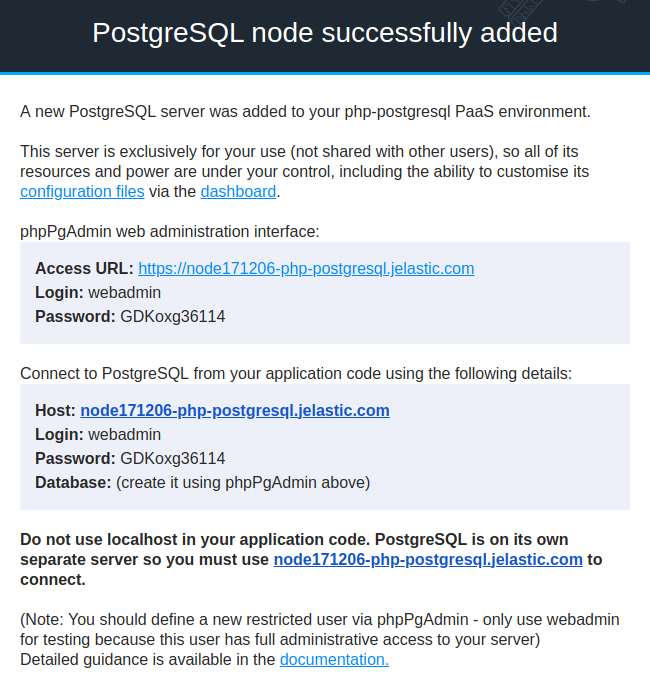 PostgreSQL node successfully added
A new PostgreSQL server was added to your php-postgresql PaaS environment.
This server is exclusively for your use (not shared with other users), so all of its
resources and power are under your control, including the ability to customise its
configuration files via the dashboard.
phpPgAdmin web administration interface:
Access URL: https://node171206-php-postgresql.jelastic.com
Login: webadmin
Password: GDKoxg36114
Connect to PostgreSQL from your application code using the following details:
Host: node171206-php-postgresql.jelastic.com
Login: webadmin
Password: GDKoxg36114
Database: (create it using phpPgAdmin above)
Do not use localhost in your application code. PostgreSQL is on its own
separate server so you must use node171206-php-postgresql.jelastic.com to
connect.
(Note: You should define a new restricted user via phpPgAdmin - only use webadmin
for testing because this user has full administrative access to your server)
Detailed guidance is available in the documentation.